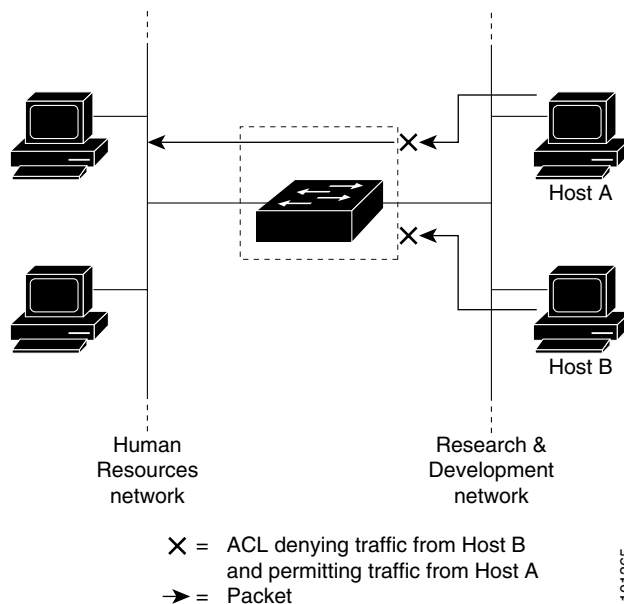 Host A
Host B
Human
Resources
network
Research &
Development
network
X = ACL denying traffic from Host B
and permitting traffic from Host A
→ = Packet